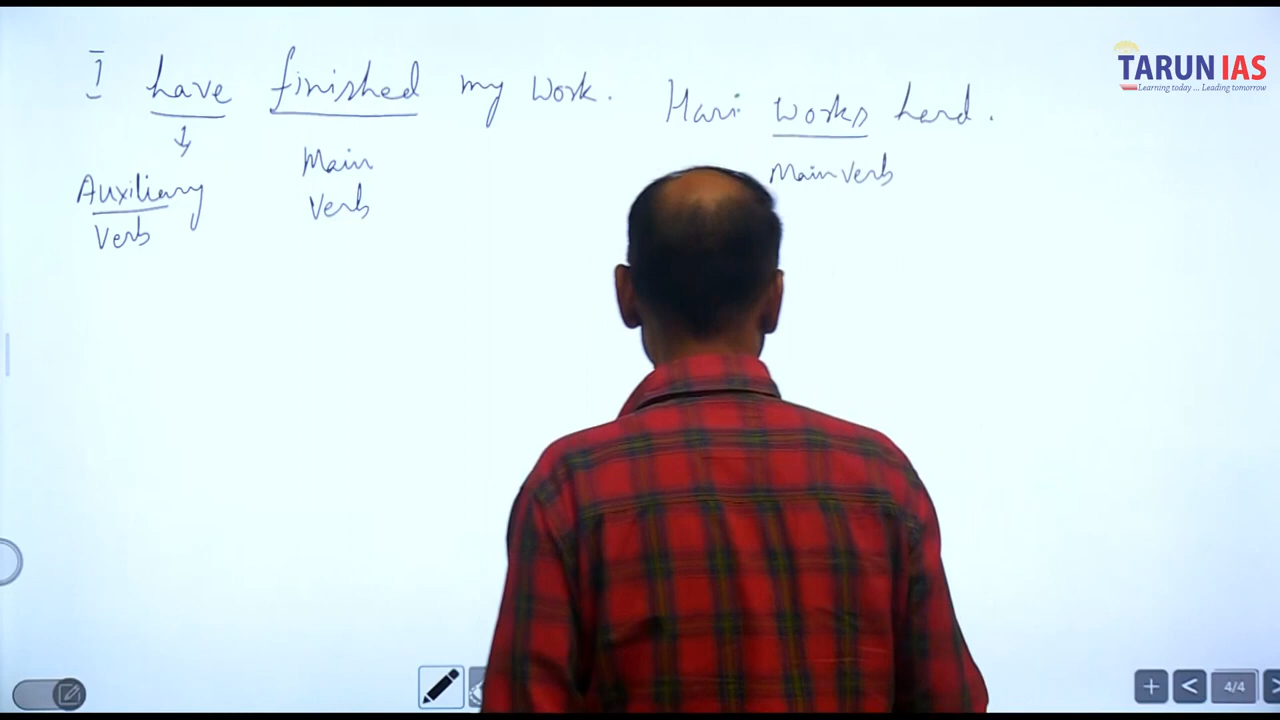 I have finished my work. Hari works hard.
Auxiliary Verb
Main Verb
Main Verb
TARUN IAS
Learning today ... Leading tomorrow
4/4